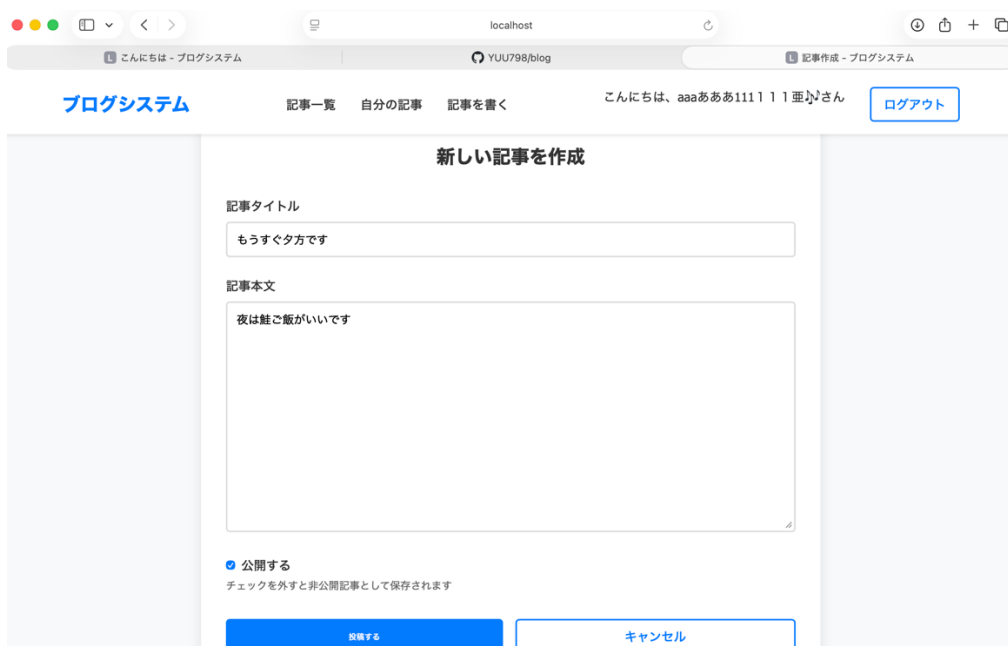 localhost
L こんにちは - ブログシステム
YUU798/blog
L 記事作成 - ブログシステム
ブログシステム
記事一覧
自分の記事
記事を書く
こんにちは、aaaあああ111１１１亜♪♪さん
ログアウト
新しい記事を作成
記事タイトル
もうすぐ夕方です
記事本文
夜は鮭ご飯がいいです
公開する
チェックを外すと非公開記事として保存されます
投稿する
キャンセル